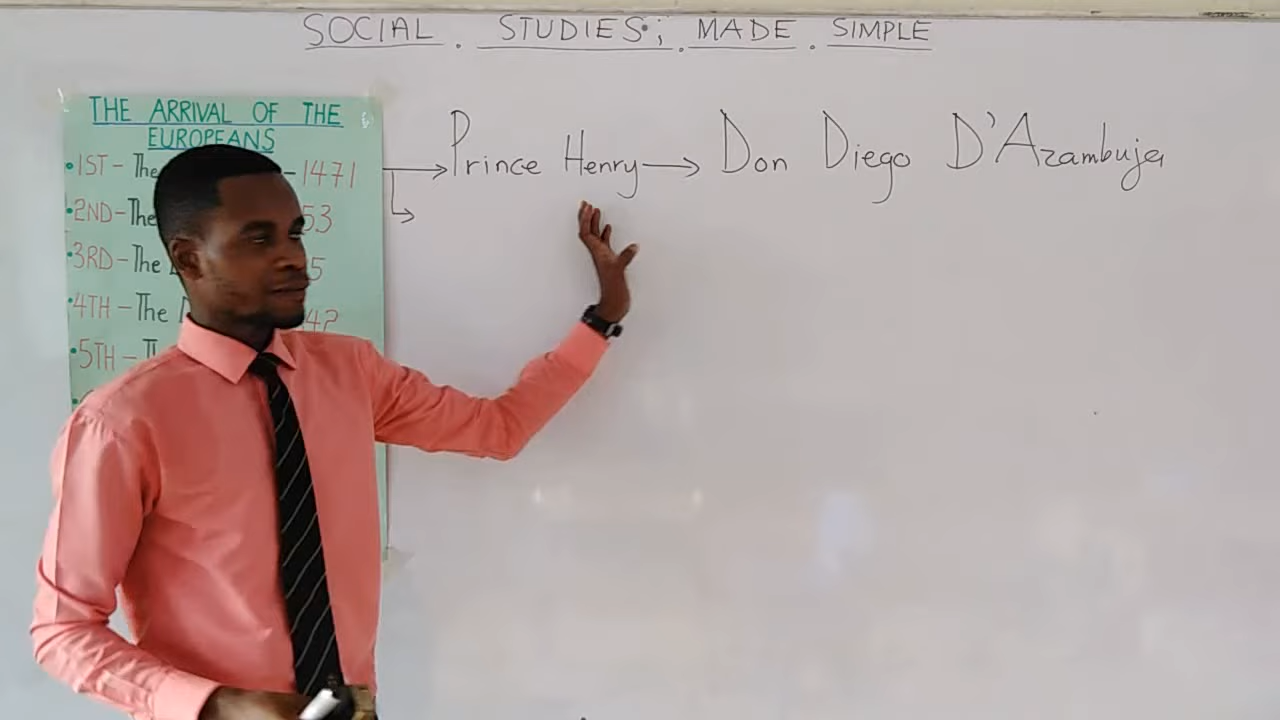 SOCIAL . STUDIES; . MADE . SIMPLE
THE ARRIVAL OF THE
EUROPEANS
•1ST - The - 1471
•2ND - The 53
•3RD - The 5
4TH - The 42
•5TH -
Prince Henry → Don Diego D'Azambuja